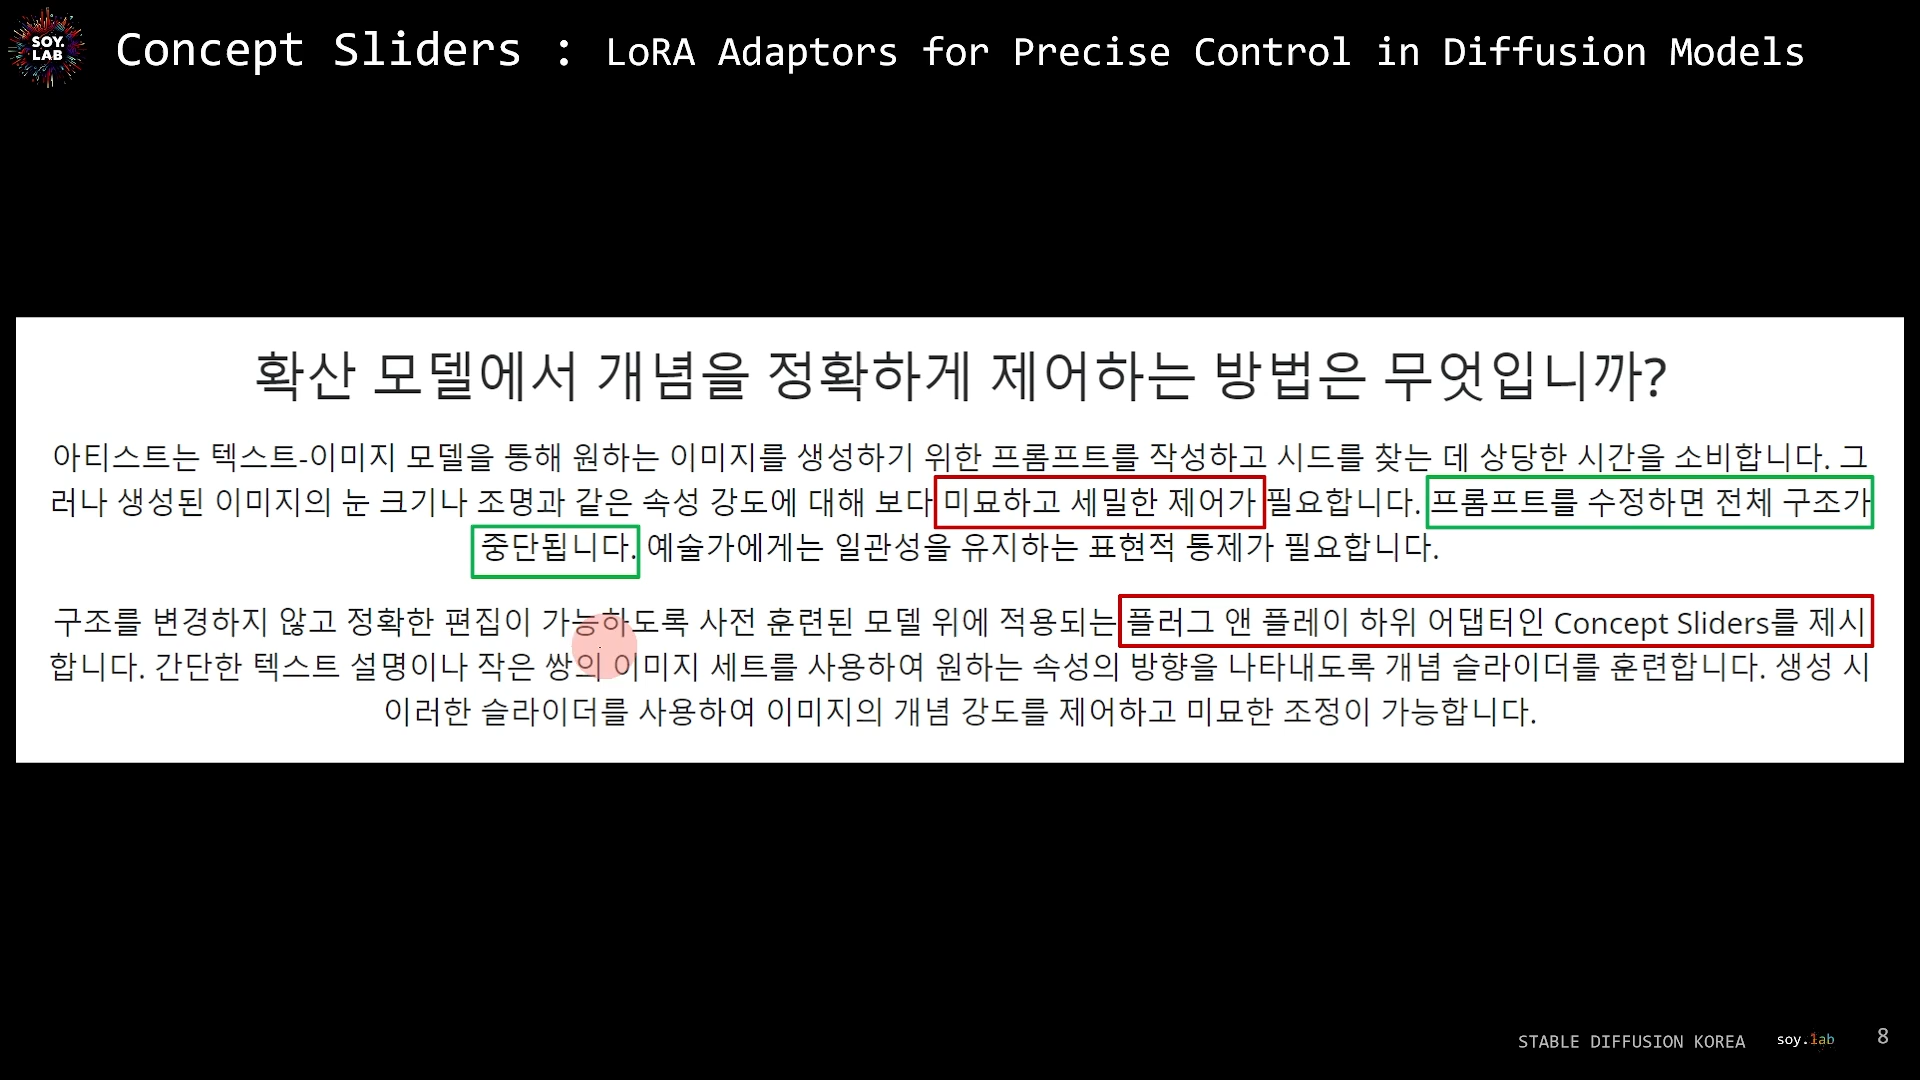 SOY.
LAB
Concept Sliders : LoRA Adaptors for Precise Control in Diffusion Models
확산 모델에서 개념을 정확하게 제어하는 방법은 무엇입니까?
아티스트는 텍스트-이미지 모델을 통해 원하는 이미지를 생성하기 위한 프롬프트를 작성하고 시드를 찾는 데 상당한 시간을 소비합니다. 그
러나 생성된 이미지의 눈 크기나 조명과 같은 속성 강도에 대해 보다 미묘하고 세밀한 제어가 필요합니다. 프롬프트를 수정하면 전체 구조가
중단됩니다. 예술가에게는 일관성을 유지하는 표현적 통제가 필요합니다.
구조를 변경하지 않고 정확한 편집이 가능하도록 사전 훈련된 모델 위에 적용되는 플러그 앤 플레이 하위 어댑터인 Concept Sliders를 제시
합니다. 간단한 텍스트 설명이나 작은 쌍의 이미지 세트를 사용하여 원하는 속성의 방향을 나타내도록 개념 슬라이더를 훈련합니다. 생성 시
이러한 슬라이더를 사용하여 이미지의 개념 강도를 제어하고 미묘한 조정이 가능합니다.
STABLE DIFFUSION KOREA soy.lab 8